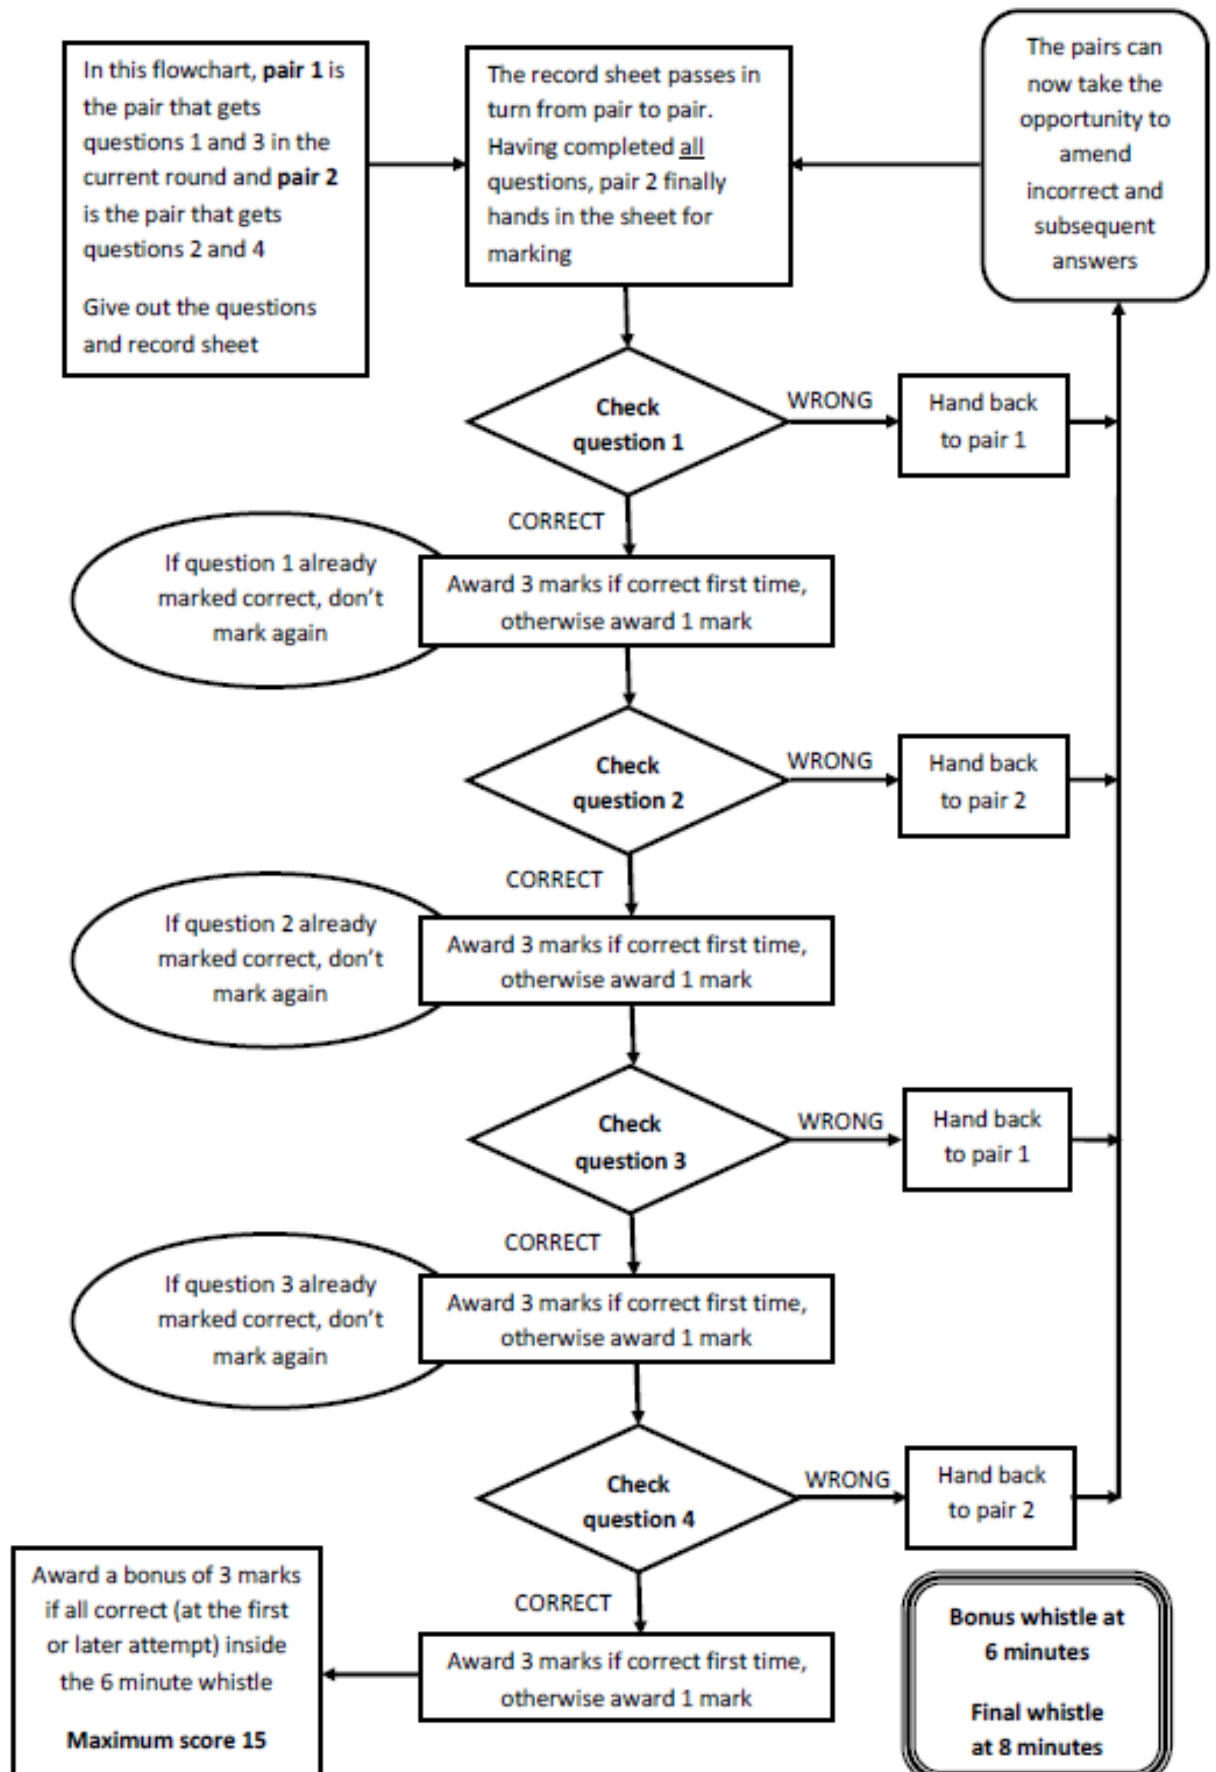 In this flowchart, pair 1 is
the pair that gets
questions 1 and 3 in the
current round and pair 2
is the pair that gets
questions 2 and 4
Give out the questions
and record sheet
The record sheet passes in
turn from pair to pair.
Having completed all
questions, pair 2 finally
hands in the sheet for
marking
The pairs can
now take the
opportunity to
amend
incorrect and
subsequent
answers
Check
question 1
WRONG
Hand back
to pair 1
CORRECT
If question 1 already
marked correct, don't
mark again
Award 3 marks if correct first time,
otherwise award 1 mark
Check
question 2
WRONG
Hand back
to pair 2
CORRECT
If question 2 already
marked correct, don't
mark again
Award 3 marks if correct first time,
otherwise award 1 mark
Check
question 3
WRONG
Hand back
to pair 1
CORRECT
If question 3 already
marked correct, don't
mark again
Award 3 marks if correct first time,
otherwise award 1 mark
Check
question 4
WRONG
Hand back
to pair 2
CORRECT
Award 3 marks if correct first time,
otherwise award 1 mark
Award a bonus of 3 marks
if all correct (at the first
or later attempt) inside
the 6 minute whistle
Maximum score 15
Bonus whistle at
6 minutes
Final whistle
at 8 minutes